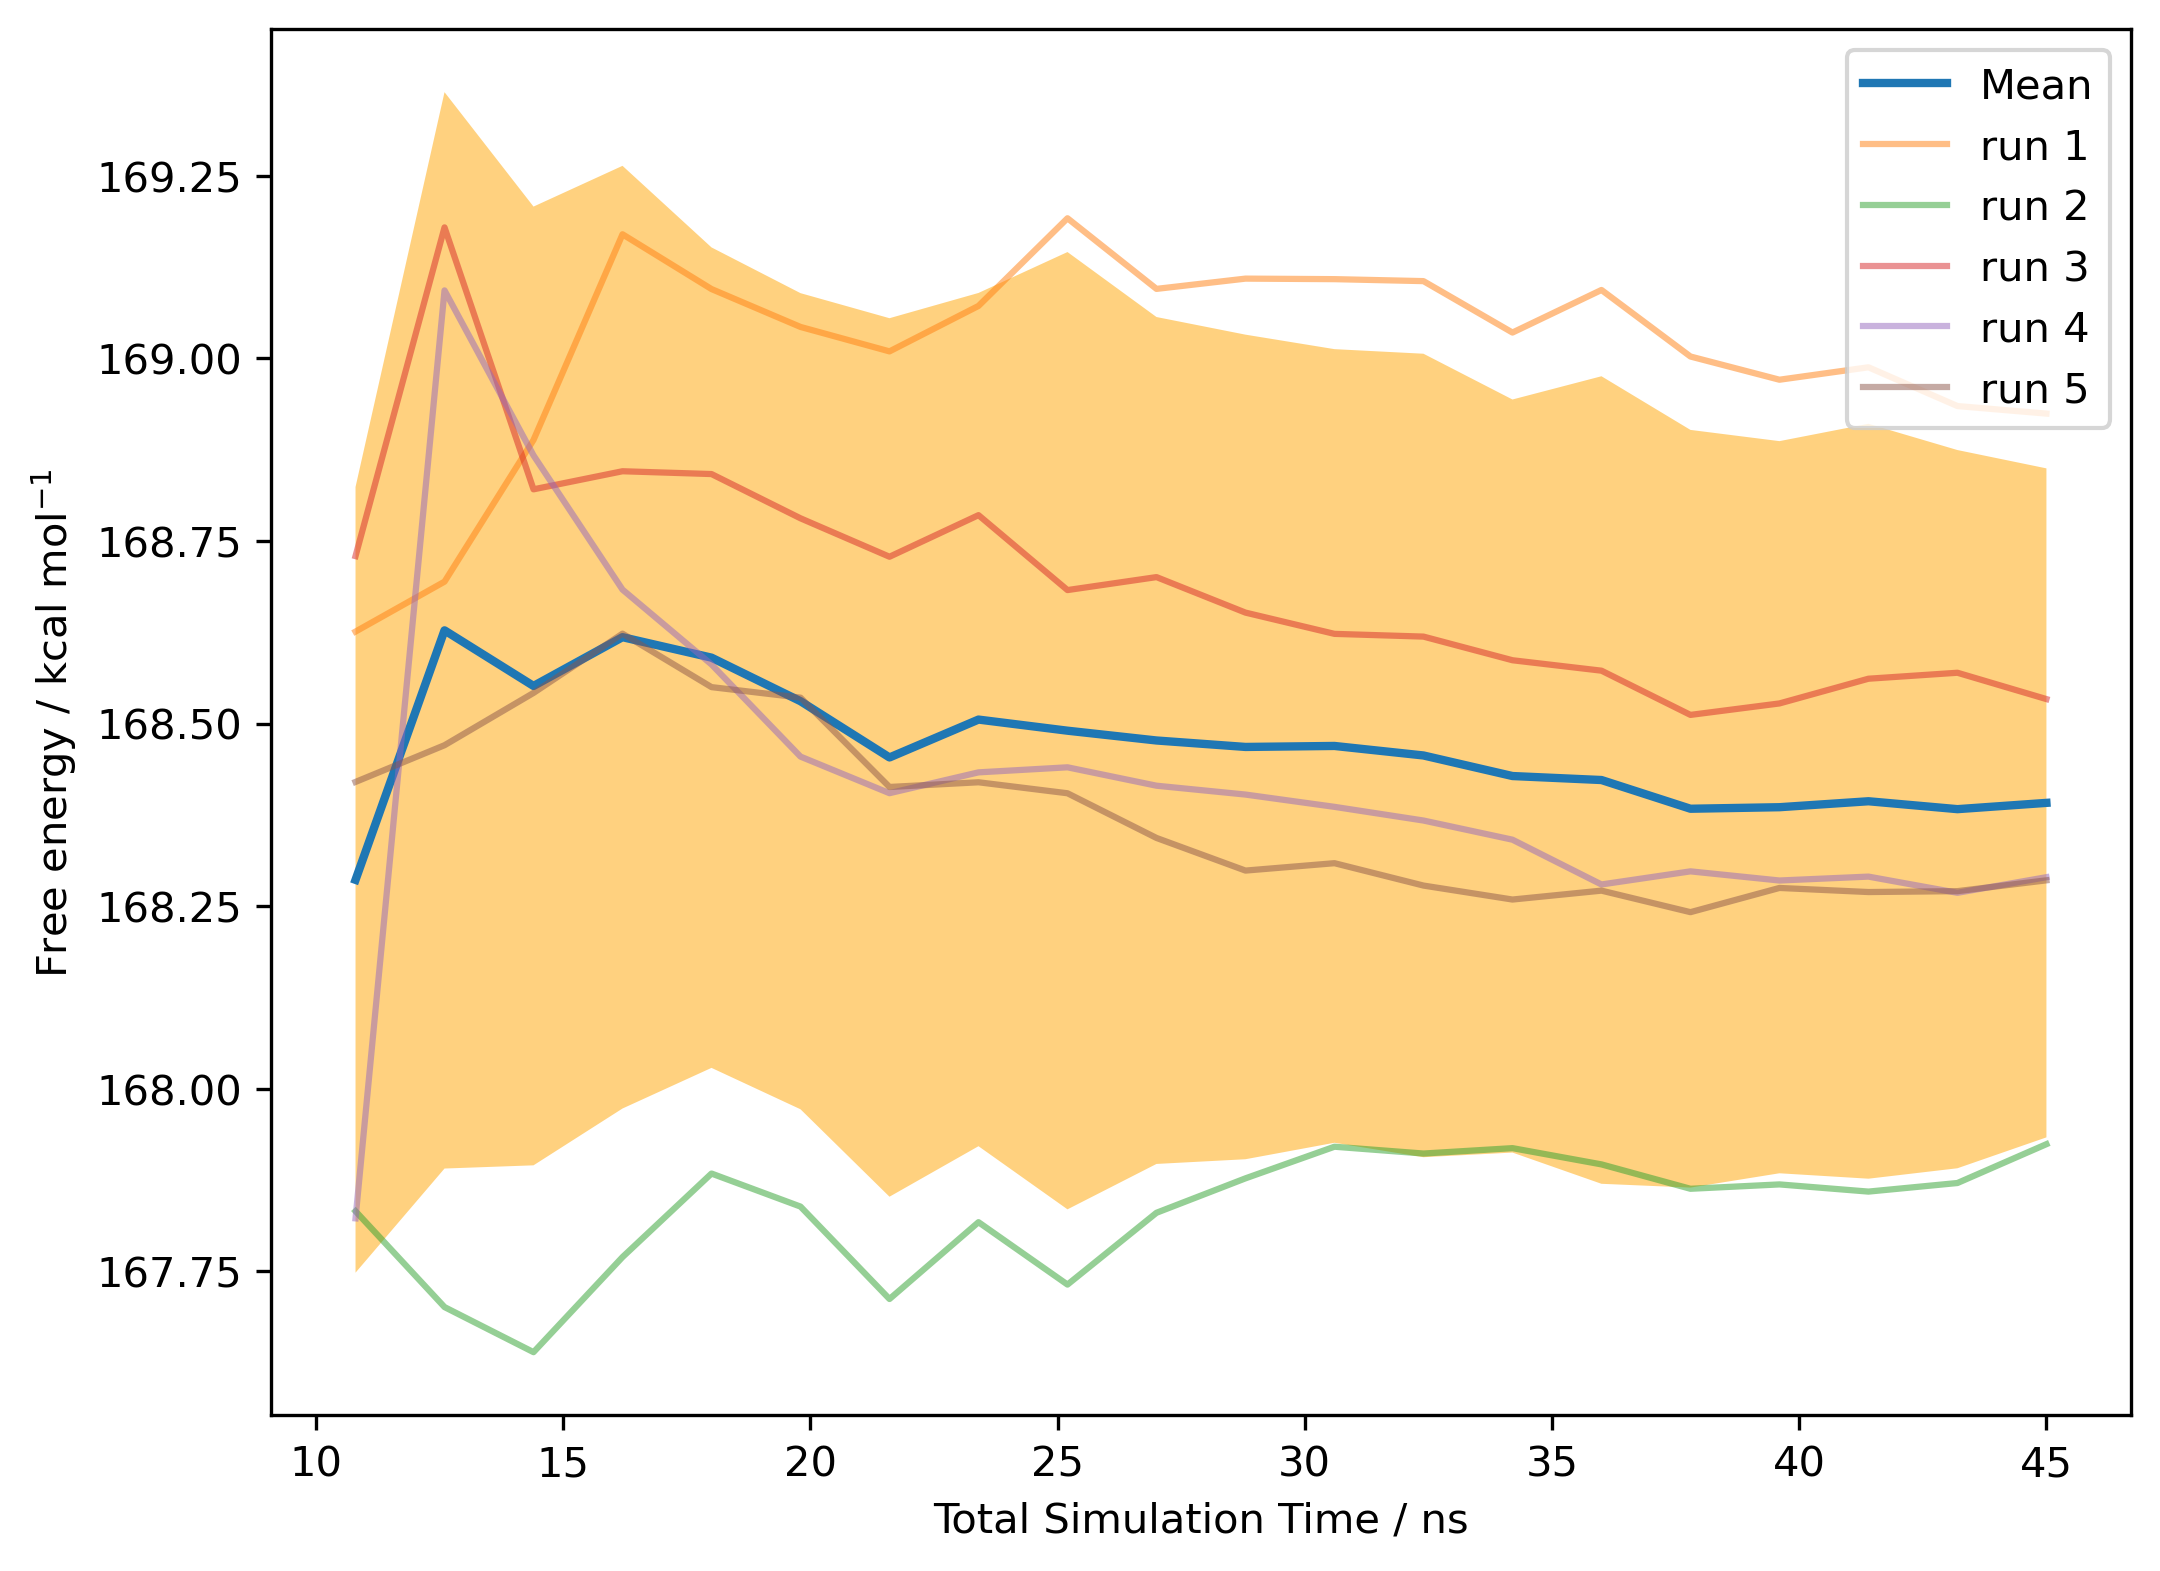 Mean
run 1
run 2
run 3
run 4
run 5
169.25
169.00
168.75
168.50
168.25
168.00
167.75
Free energy / kcal mol⁻¹
10 15 20 25 30 35 40 45
Total Simulation Time / ns